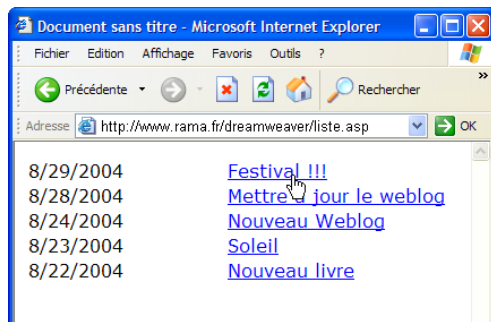 Document sans titre - Microsoft Internet Explorer
Fichier Edition Affichage Favoris Outils ?
Précédente Rechercher »
Adresse http://www.rama.fr/dreamweaver/liste.asp OK
8/29/2004 Festival !!!
8/28/2004 Mettre à jour le weblog
8/24/2004 Nouveau Weblog
8/23/2004 Soleil
8/22/2004 Nouveau livre